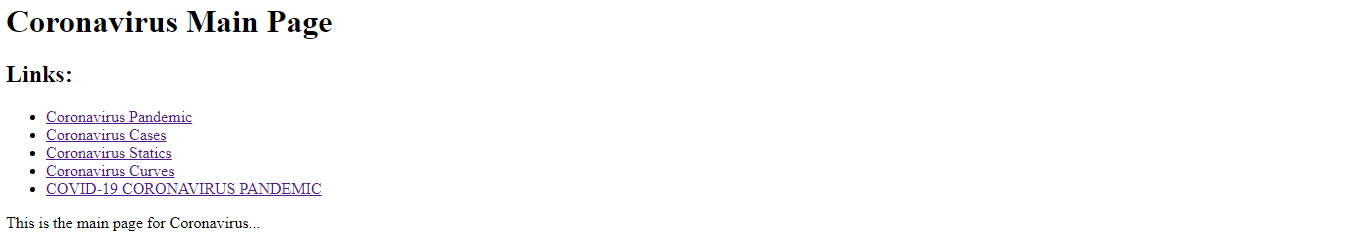 Coronavirus Main Page
Links:
Coronavirus Pandemic
Coronavirus Cases
Coronavirus Statics
Coronavirus Curves
COVID-19 CORONAVIRUS PANDEMIC
This is the main page for Coronavirus...